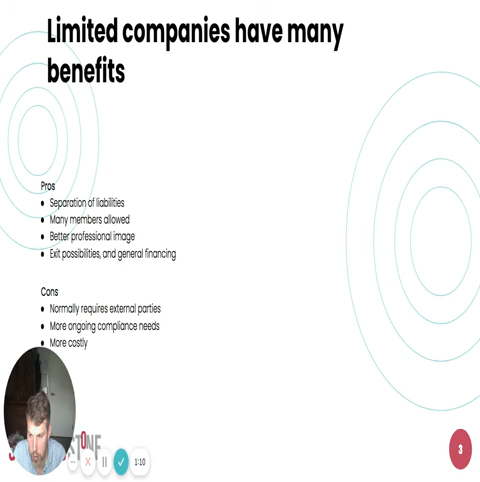 Limited companies have many
benefits
Pros
• Separation of liabilities
• Many members allowed
• Better professional image
• Exit possibilities, and general financing
Cons
• Normally requires external parties
• More ongoing compliance needs
• More costly
1:10
3